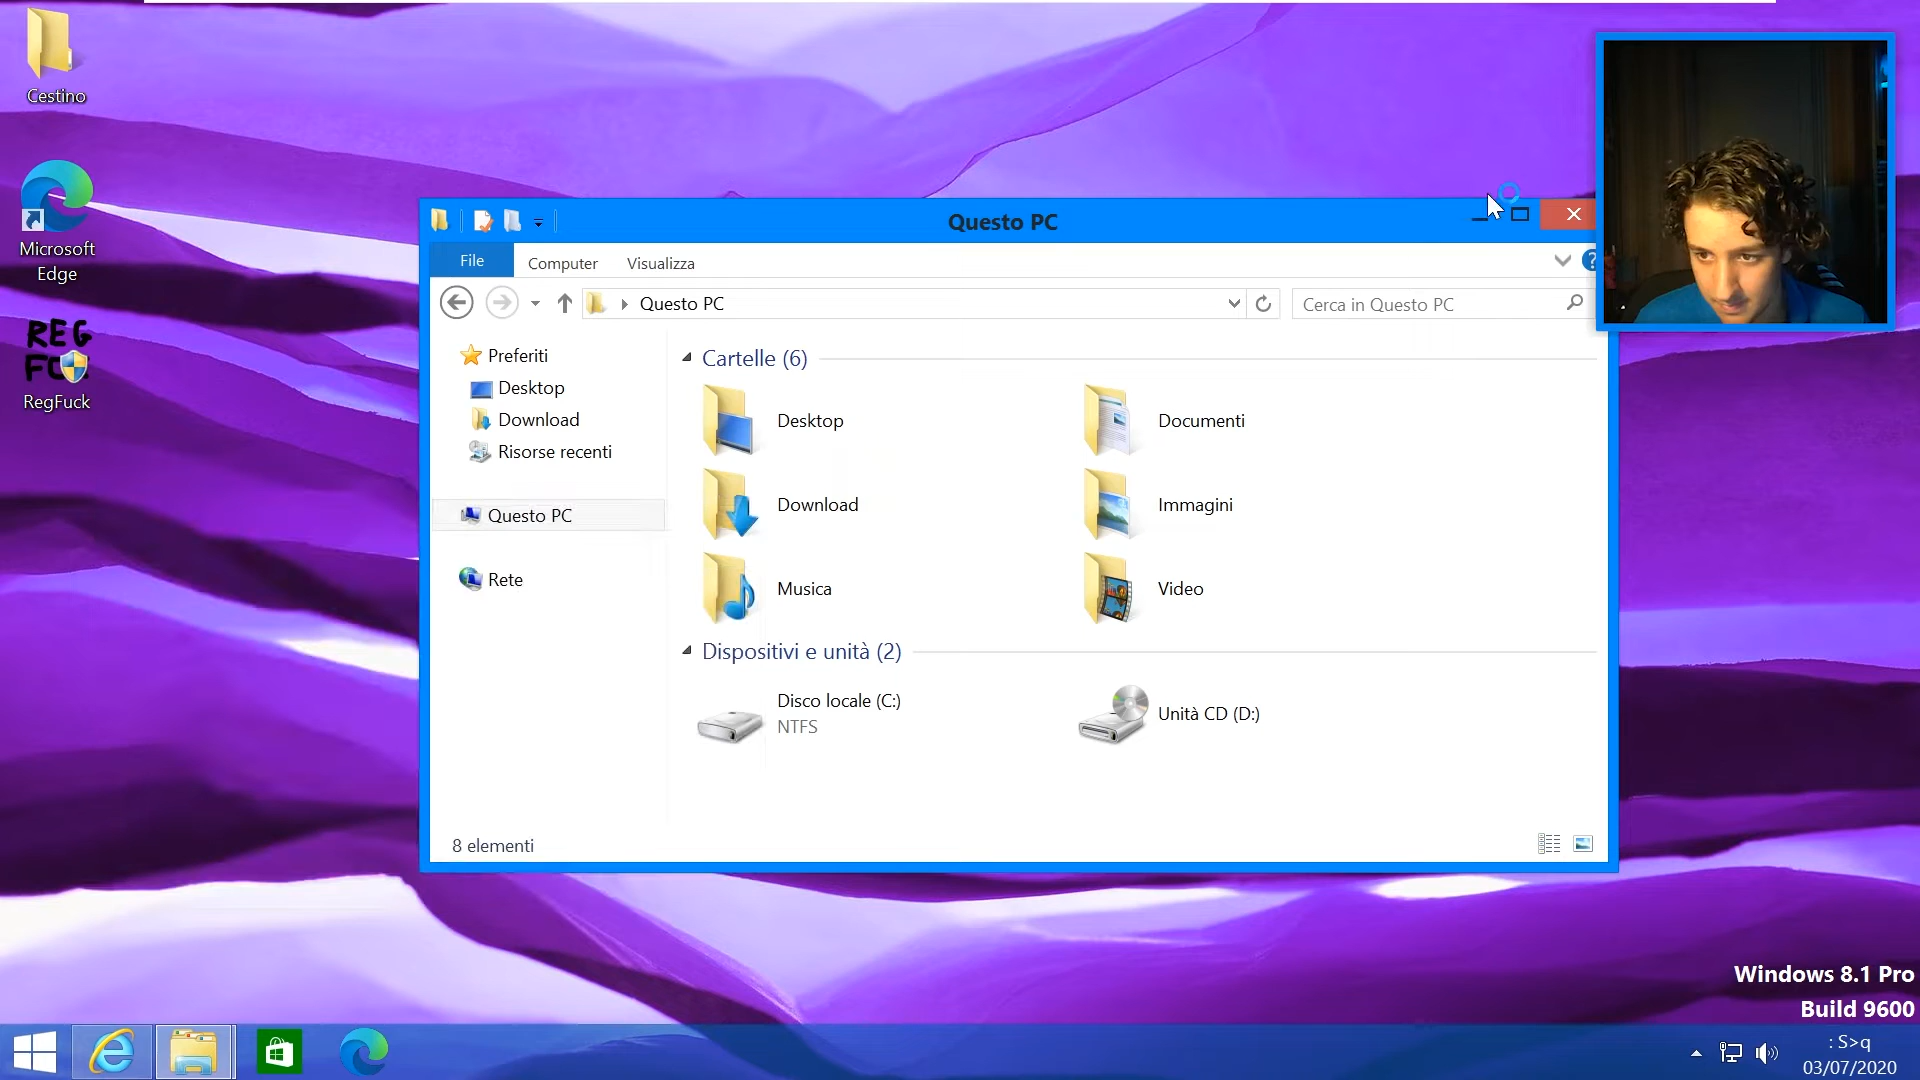 Cestino
Microsoft
Edge
REG
RegFuck
Questo PC
File
Computer
Visualizza
?
Questo PC
Cerca in Questo PC
Preferiti
Desktop
Download
Risorse recenti
Questo PC
Rete
Cartelle (6)
Desktop
Documenti
Download
Immagini
Musica
Video
Dispositivi e unità (2)
Disco locale (C:)
NTFS
Unità CD (D:)
8 elementi
Windows 8.1 Pro
Build 9600
: S>q
03/07/2020